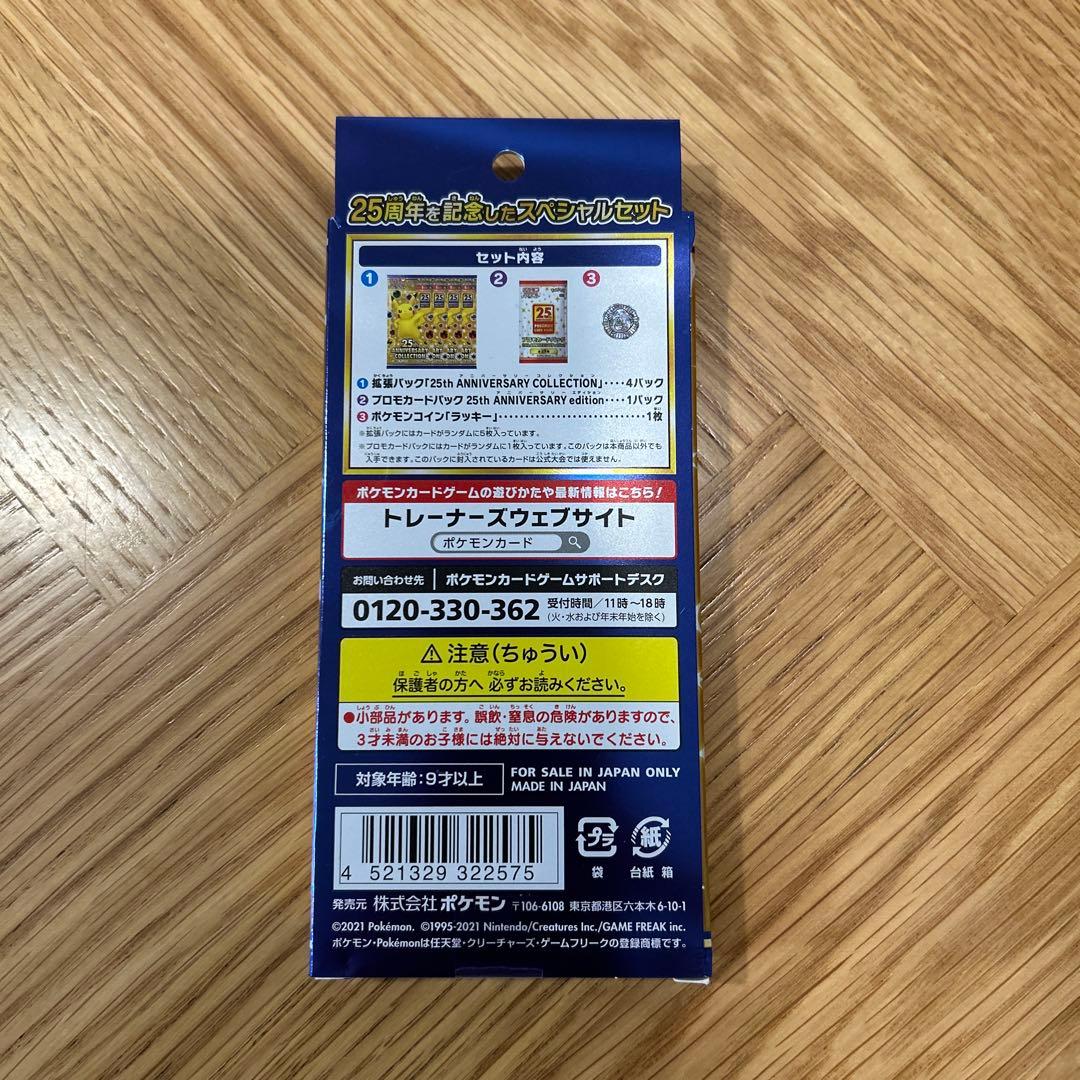 25周年を記念したスペシャルセット
セット内容
1 2 3
25
ANNIVERSARY
COLLECTION
25
1 拡張パック「25th ANNIVERSARY COLLECTION」‥‥4パック
2 プロモカードパック 25th ANNIVERSARY edition‥‥1パック
3 ポケモンコイン「ラッキー」‥‥‥‥‥‥‥‥‥‥‥1枚
※拡張パックにはカードがランダムに5枚入っています。
※プロモカードパックにはカードがランダムに1枚入っています。このパックは本商品以外でも
入手できます。このパックに封入されているカードは公式大会では使えません。
ポケモンカードゲームの遊びかたや最新情報はこちら!
トレーナーズウェブサイト
ポケモンカード
お問い合わせ先 ポケモンカードゲームサポートデスク
0120-330-362 受付時間/11時〜18時
(火・水および年末年始を除く)
⚠ 注意(ちゅうい)
保護者の方へ 必ずお読みください。
●小部品があります。誤飲・窒息の危険がありますので、
3才未満のお子様には絶対に与えないでください。
対象年齢:9才以上 FOR SALE IN JAPAN ONLY
MADE IN JAPAN
4 521329 322575
プラ 紙
袋 台紙 箱
発売元 株式会社ポケモン 〒106-6108 東京都港区六本木6-10-1
©2021 Pokémon. ©1995-2021 Nintendo/Creatures Inc./GAME FREAK inc.
ポケモン・Pokémonは任天堂・クリーチャーズ・ゲームフリークの登録商標です。